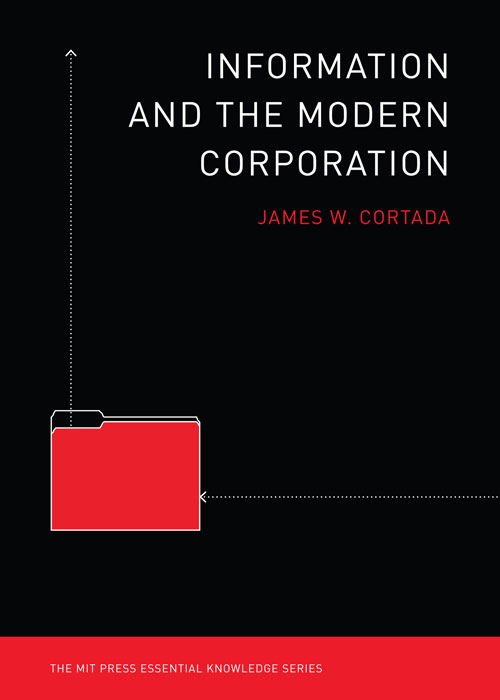 INFORMATION
AND THE MODERN
CORPORATION
JAMES W. CORTADA
THE MIT PRESS ESSENTIAL KNOWLEDGE SERIES